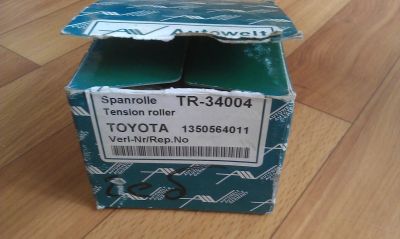 Autowelt
Spanrolle TR-34004
Tension roller
TOYOTA 1350564011
Verl-Nr/Rep.No